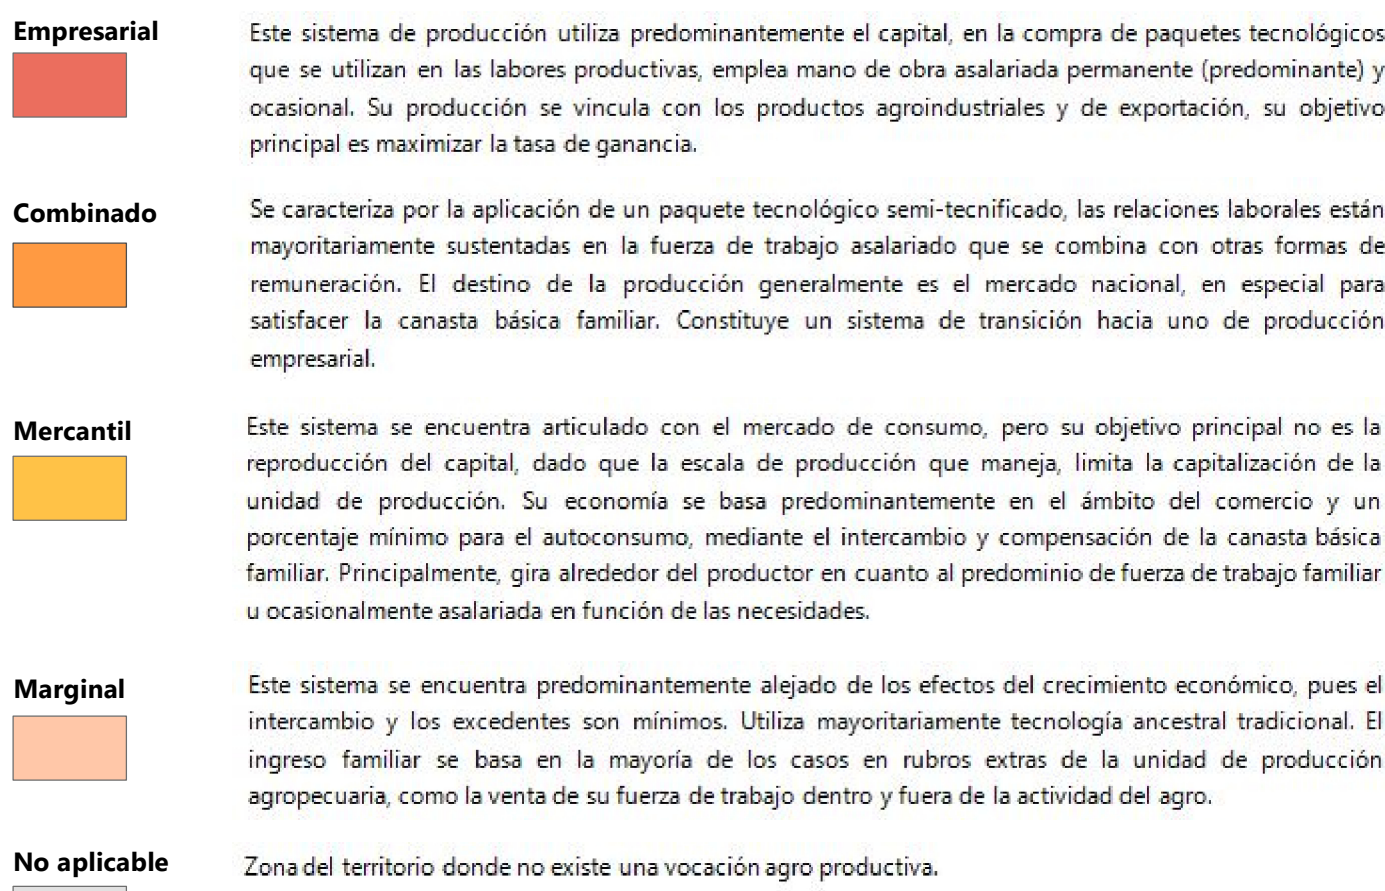 Empresarial
Este sistema de producción utiliza predominantemente el capital, en la compra de paquetes tecnológicos
que se utilizan en las labores productivas, emplea mano de obra asalariada permanente (predominante) y
ocasional. Su producción se vincula con los productos agroindustriales y de exportación, su objetivo
principal es maximizar la tasa de ganancia.
Combinado
Se caracteriza por la aplicación de un paquete tecnológico semi-tecnificado, las relaciones laborales están
mayoritariamente sustentadas en la fuerza de trabajo asalariado que se combina con otras formas de
remuneración. El destino de la producción generalmente es el mercado nacional, en especial para
satisfacer la canasta básica familiar. Constituye un sistema de transición hacia uno de producción
empresarial.
Mercantil
Este sistema se encuentra articulado con el mercado de consumo, pero su objetivo principal no es la
reproducción del capital, dado que la escala de producción que maneja, limita la capitalización de la
unidad de producción. Su economía se basa predominantemente en el ámbito del comercio y un
porcentaje mínimo para el autoconsumo, mediante el intercambio y compensación de la canasta básica
familiar. Principalmente, gira alrededor del productor en cuanto al predominio de fuerza de trabajo familiar
u ocasionalmente asalariada en función de las necesidades.
Marginal
Este sistema se encuentra predominantemente alejado de los efectos del crecimiento económico, pues el
intercambio y los excedentes son mínimos. Utiliza mayoritariamente tecnología ancestral tradicional. El
ingreso familiar se basa en la mayoría de los casos en rubros extras de la unidad de producción
agropecuaria, como la venta de su fuerza de trabajo dentro y fuera de la actividad del agro.
No aplicable
Zona del territorio donde no existe una vocación agro productiva.